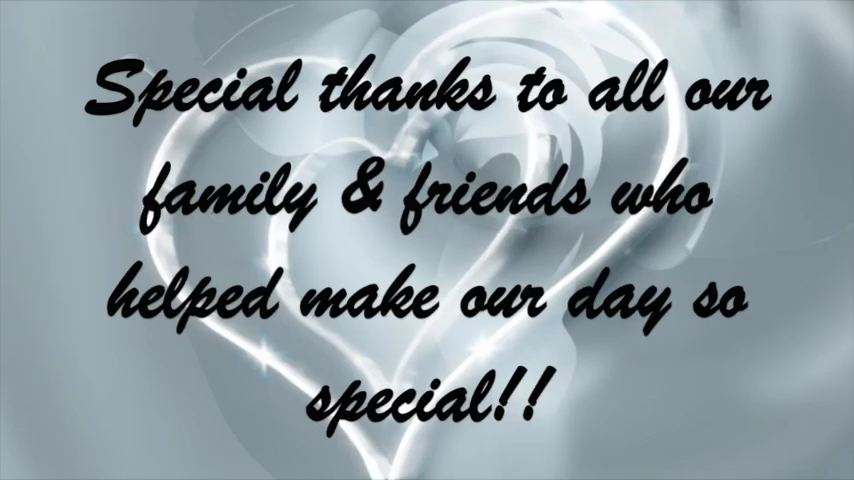 Special thanks to all our
family & friends who
helped make our day so
special!!